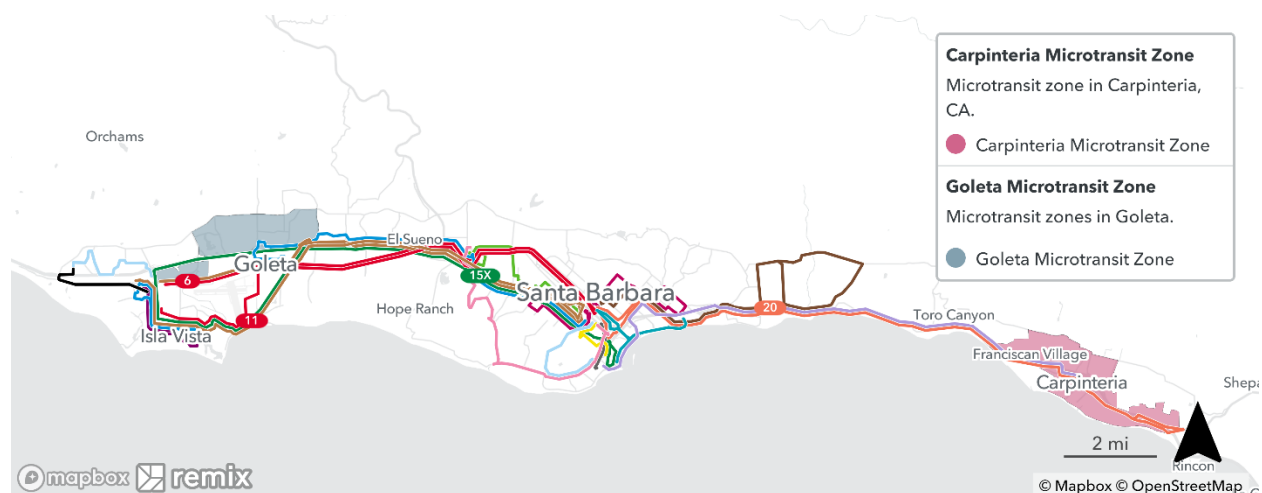 Carpinteria Microtransit Zone
Microtransit zone in Carpinteria,
CA.
Carpinteria Microtransit Zone
Goleta Microtransit Zone
Microtransit zones in Goleta.
Goleta Microtransit Zone
Orchams
El Sueno
Goleta
6
15X
11
Isla Vista
Hope Ranch
Santa Barbara
20
Toro Canyon
Franciscan Village
Carpinteria
2 mi
Rincon
mapbox
remix
© Mapbox © OpenStreetMap